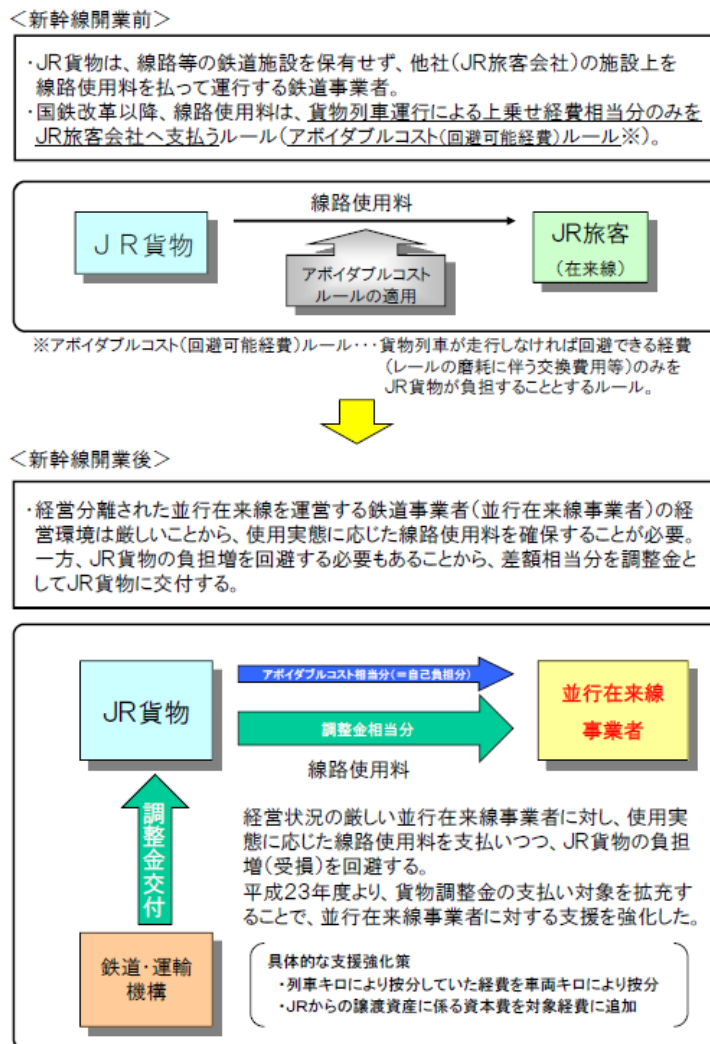 ＜新幹線開業前＞
・JR貨物は、線路等の鉄道施設を保有せず、他社(JR旅客会社)の施設上を
線路使用料を払って運行する鉄道事業者。
・国鉄改革以降、線路使用料は、貨物列車運行による上乗せ経費相当分のみを
JR旅客会社へ支払うルール(アボイダブルコスト(回避可能経費)ルール※)。
線路使用料
ＪＲ貨物
JR旅客
(在来線)
アボイダブルコスト
ルールの適用
※アボイダブルコスト(回避可能経費)ルール･･･貨物列車が走行しなければ回避できる経費
(レールの磨耗に伴う交換費用等)のみを
JR貨物が負担することとするルール。
＜新幹線開業後＞
・経営分離された並行在来線を運営する鉄道事業者(並行在来線事業者)の経
営環境は厳しいことから、使用実態に応じた線路使用料を確保することが必要。
一方、JR貨物の負担増を回避する必要もあることから、差額相当分を調整金と
してJR貨物に交付する。
JR貨物
アボイダブルコスト相当分(＝自己負担分)
調整金相当分
線路使用料
並行在来線
事業者
調整金交付
経営状況の厳しい並行在来線事業者に対し、使用実
態に応じた線路使用料を支払いつつ、JR貨物の負担
増(受損)を回避する。
平成23年度より、貨物調整金の支払い対象を拡充す
ることで、並行在来線事業者に対する支援を強化した。
鉄道・運輸
機構
具体的な支援強化策
・列車キロにより按分していた経費を車両キロにより按分
・JRからの譲渡資産に係る資本費を対象経費に追加